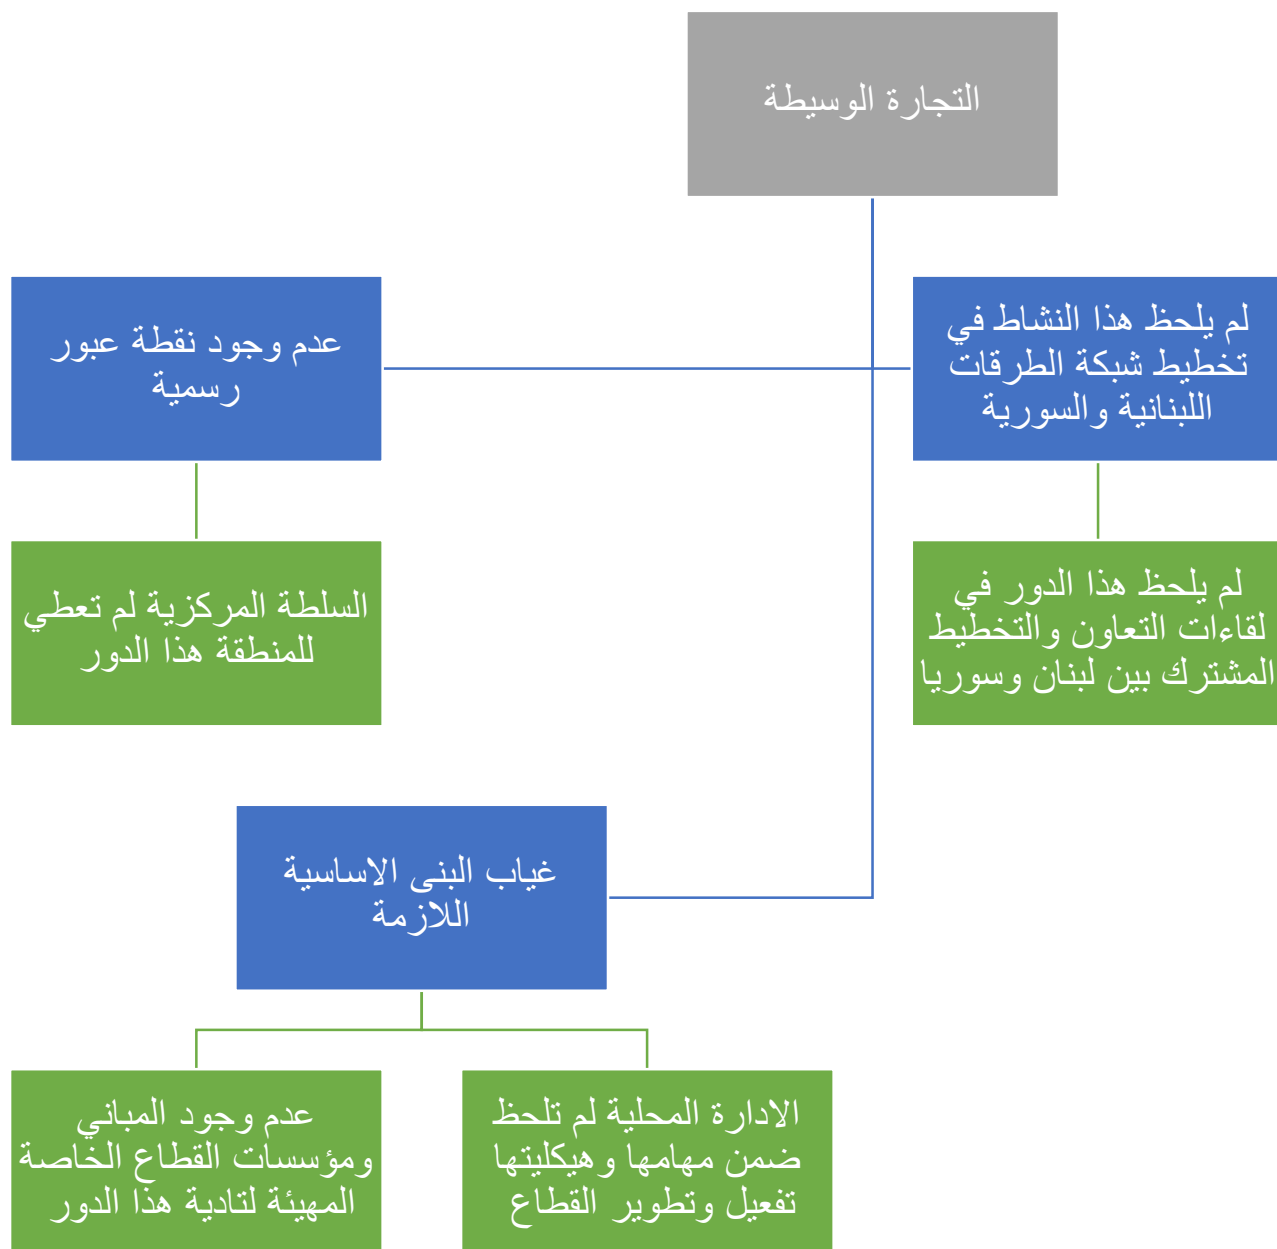 التجارة الوسيطة
لم يلحظ هذا النشاط في
تخطيط شبكة الطرقات
اللبنانية والسورية
عدم وجود نقطة عبور
رسمية
لم يلحظ هذا الدور في
لقاءات التعاون والتخطيط
المشترك بين لبنان وسوريا
السلطة المركزية لم تعطي
للمنطقة هذا الدور
غياب البنى الاساسية
اللازمة
الادارة المحلية لم تلحظ
ضمن مهامها وهيكليتها
تفعيل وتطوير القطاع
عدم وجود المباني
ومؤسسات القطاع الخاصة
المهيئة لتادية هذا الدور